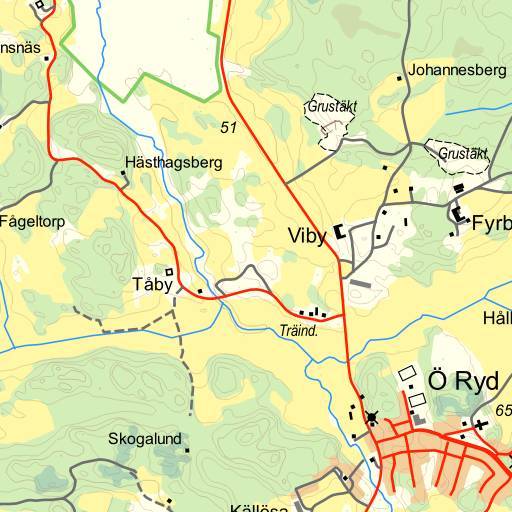 nsnäs
Johannesberg
Grustäkt
51
Grustäkt
Hästhagsberg
Fågeltorp
Viby
Fyrb
Tåby
Håll
Träind.
Ö Ryd
65
Skogalund
Källösa